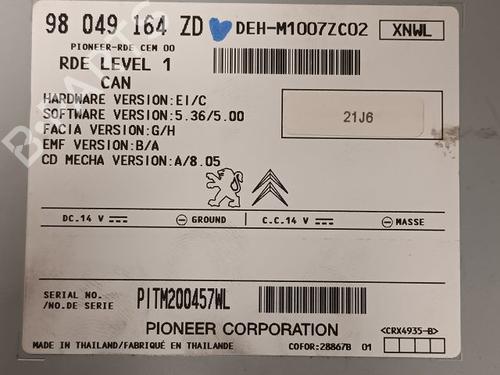 98 049 164 ZD DEH-M1007ZC02 XNWL
PIONEER-RDE CEM 00
RDE LEVEL 1
CAN
HARDWARE VERSION:EI/C
SOFTWARE VERSION:5.36/5.00
FACIA VERSION:G/H
EMF VERSION:B/A
CD MECHA VERSION:A/8.05
21J6
DC.14 V GROUND C.C.14 V MASSE
SERIAL NO.
/NO.DE SERIE
PITM200457WL
PIONEER CORPORATION
<CRX4935-B>
MADE IN THAILAND/FABRIQUÉ EN THAILANDE COFOR:28867B 01